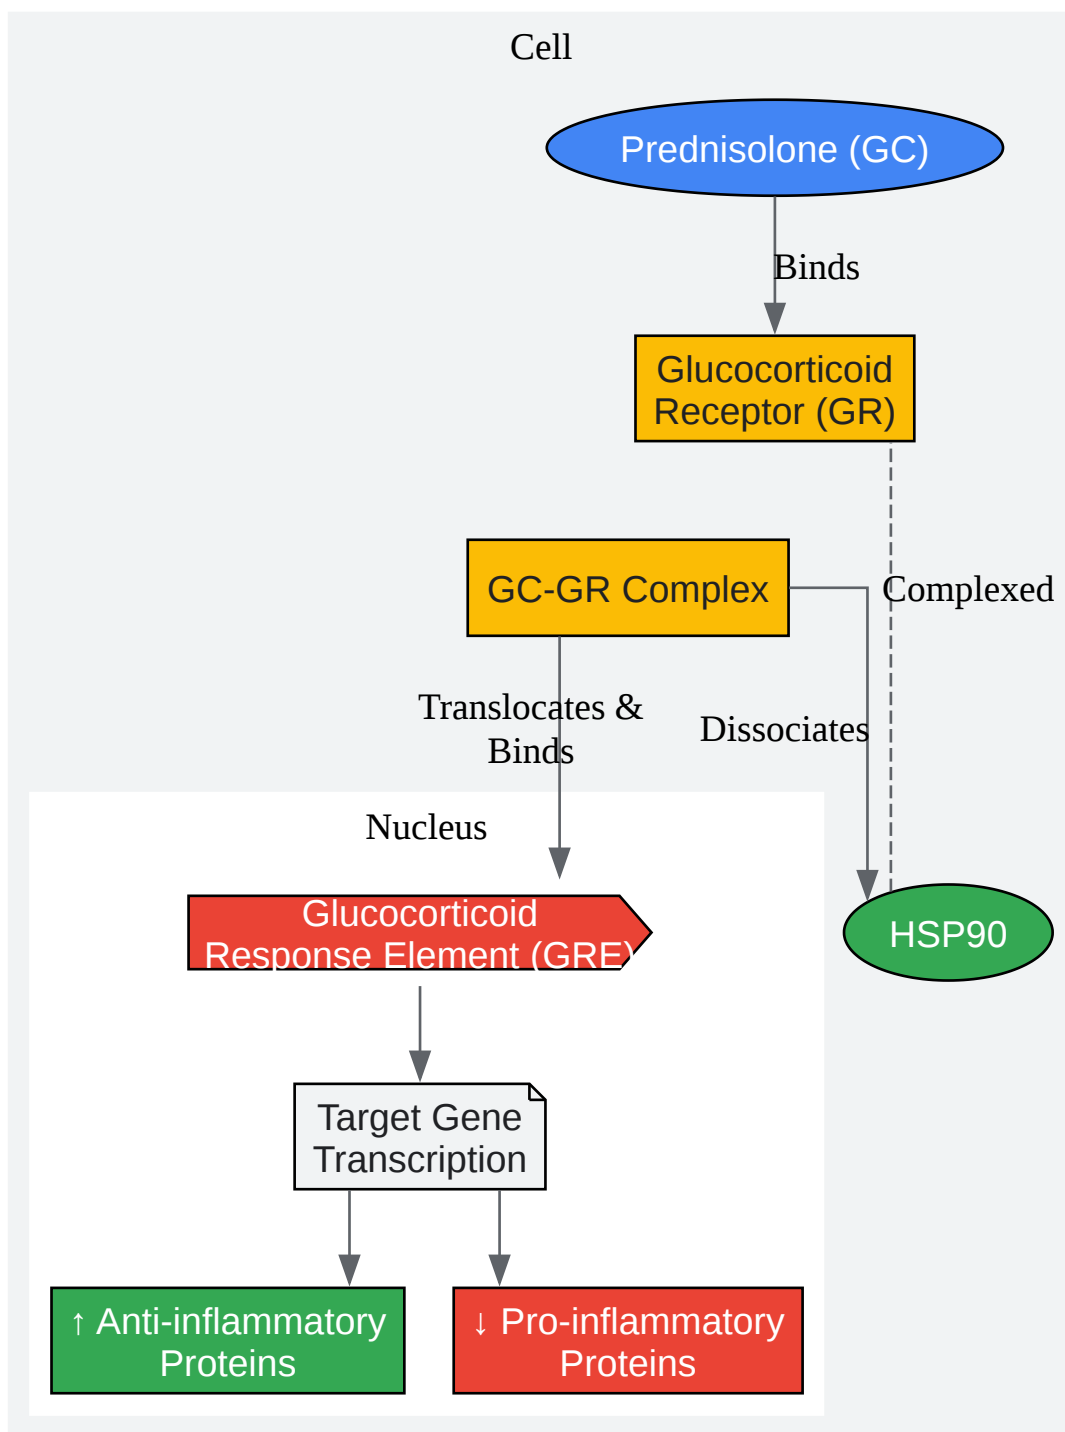 Cell
Prednisolone (GC)
Binds
Glucocorticoid
Receptor (GR)
GC-GR Complex
Complexed
Translocates &
Binds
Dissociates
Nucleus
Glucocorticoid
Response Element (GRE)
HSP90
Target Gene
Transcription
↑ Anti-inflammatory
Proteins
↓ Pro-inflammatory
Proteins